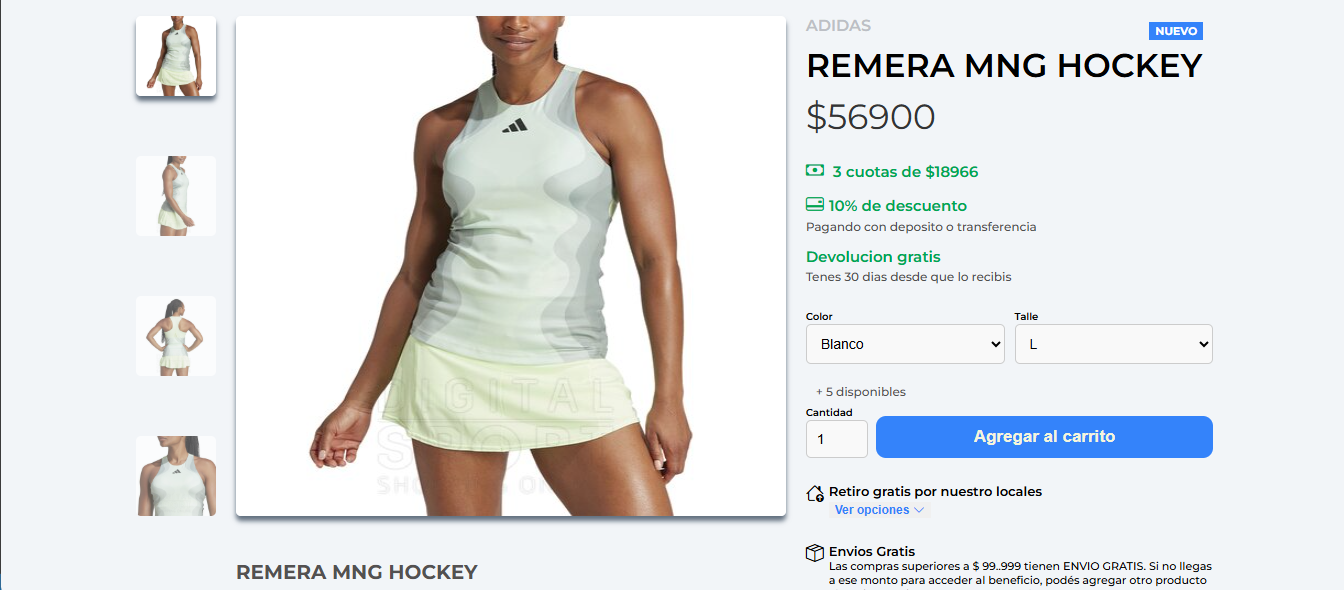 ADIDAS
NUEVO
REMERA MNG HOCKEY
$56900
3 cuotas de $18966
10% de descuento
Pagando con deposito o transferencia
Devolucion gratis
Tenes 30 dias desde que lo recibis
Color
Talle
Blanco
L
+ 5 disponibles
Cantidad
1
Agregar al carrito
Retiro gratis por nuestro locales
Ver opciones
Envios Gratis
Las compras superiores a $ 99..999 tienen ENVIO GRATIS. Si no llegas
a ese monto para acceder al beneficio, podés agregar otro producto
DIGITAL
SPORT
REMERA MNG HOCKEY